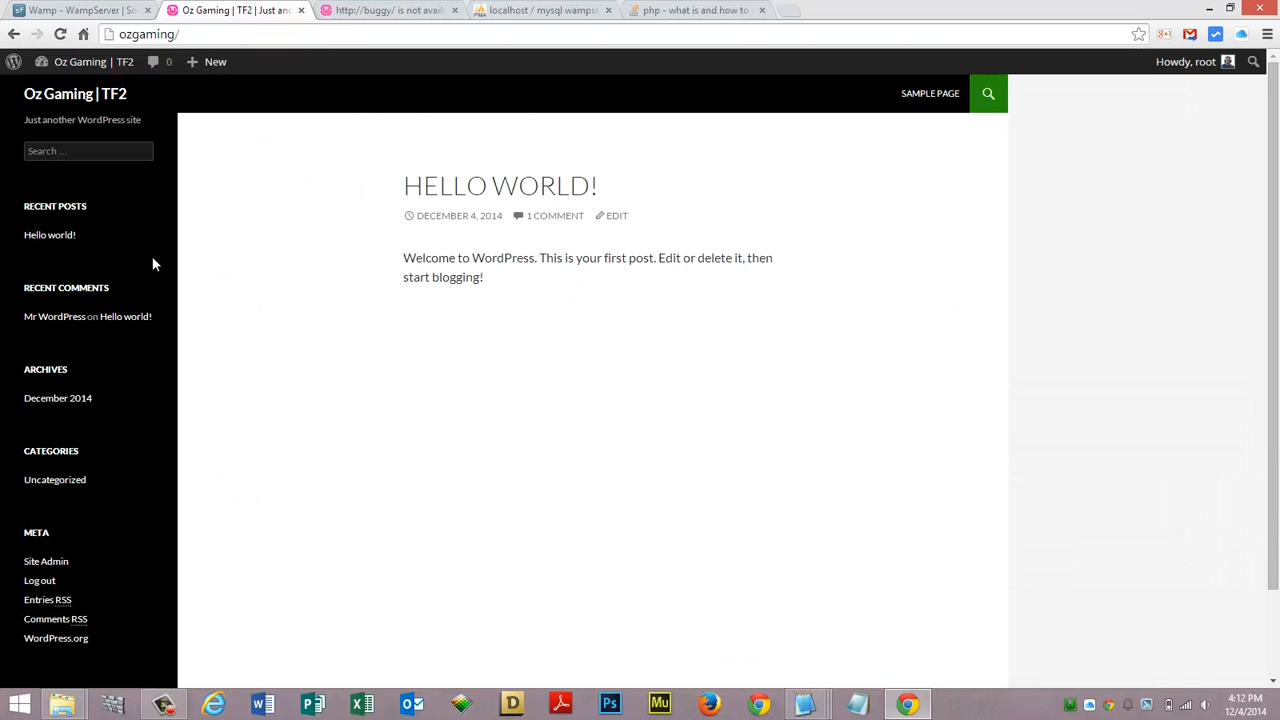 Wamp - WampServer \ So
Oz Gaming | TF2 | Just an
http://buggy/ is not avail
localhost / mysql wampse
php - what is and how to
ozgaming/
Oz Gaming | TF2
0
New
Howdy, root
Oz Gaming | TF2
SAMPLE PAGE
Just another WordPress site
Search ...
HELLO WORLD!
RECENT POSTS
DECEMBER 4, 2014
1 COMMENT
EDIT
Hello world!
Welcome to WordPress. This is your first post. Edit or delete it, then
start blogging!
RECENT COMMENTS
Mr WordPress on Hello world!
ARCHIVES
December 2014
CATEGORIES
Uncategorized
META
Site Admin
Log out
Entries RSS
Comments RSS
WordPress.org
4:12 PM
12/4/2014